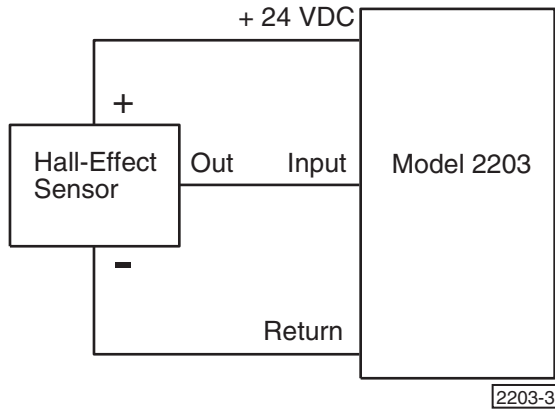 + 24 VDC
+
Hall-Effect
Sensor
Out
Input
Model 2203
-
Return
2203-3